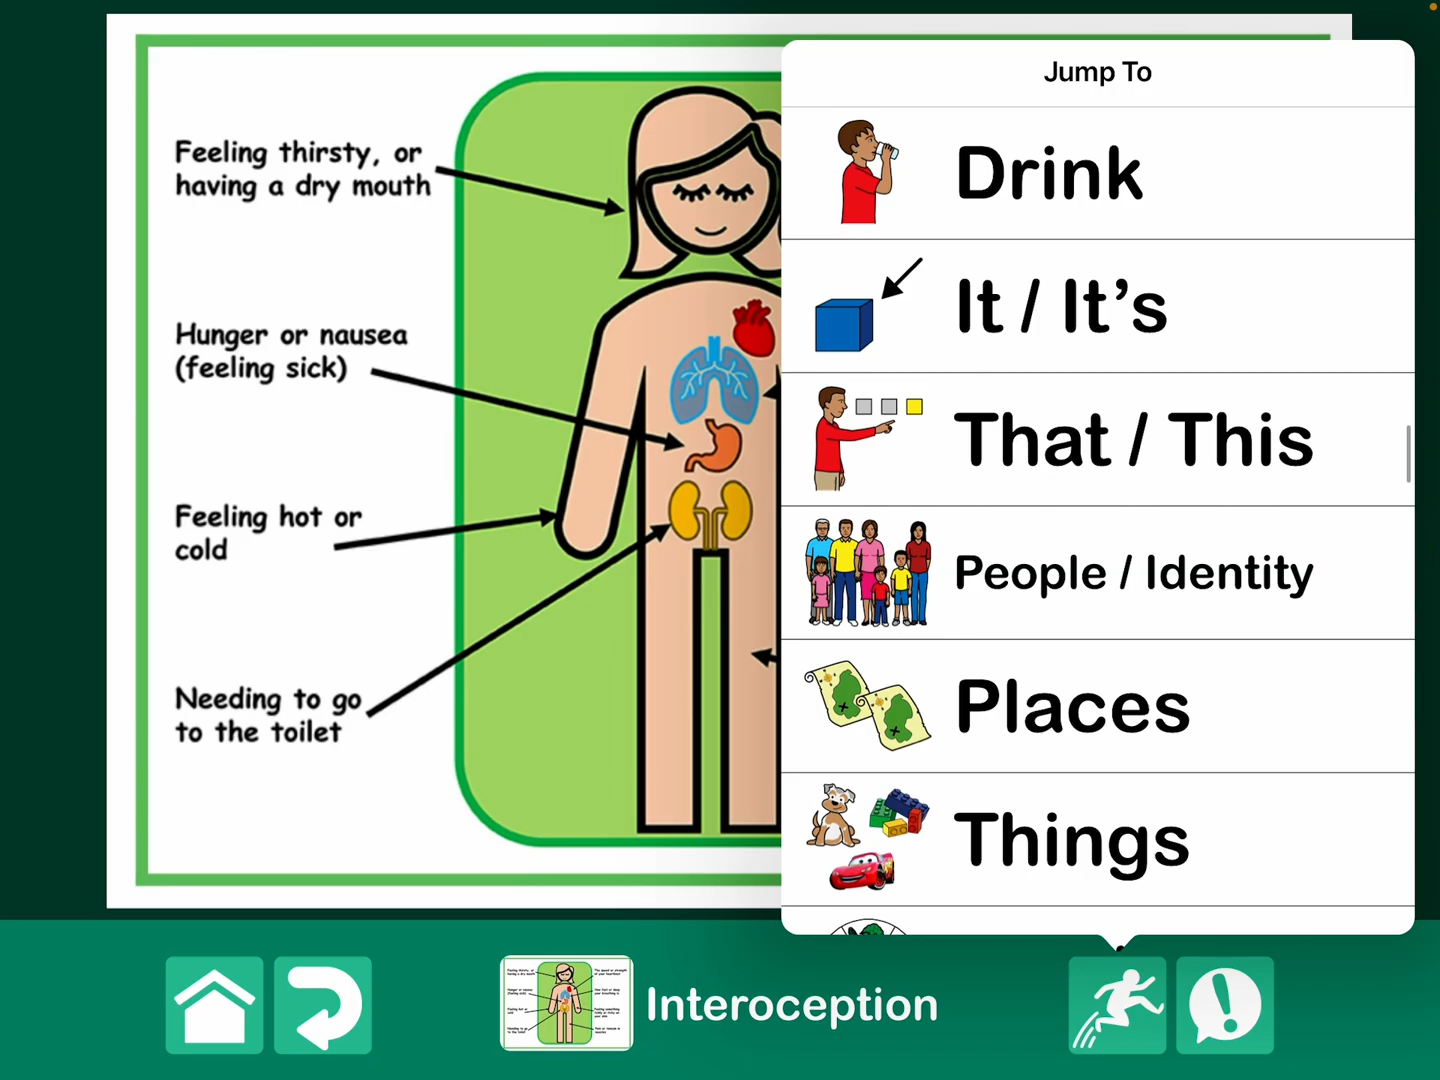 Feeling thirsty, or
having a dry mouth
Hunger or nausea
(feeling sick)
Feeling hot or
cold
Needing to go
to the toilet
Jump To
Drink
It / It’s
That / This
People / Identity
Places
Things
Interoception